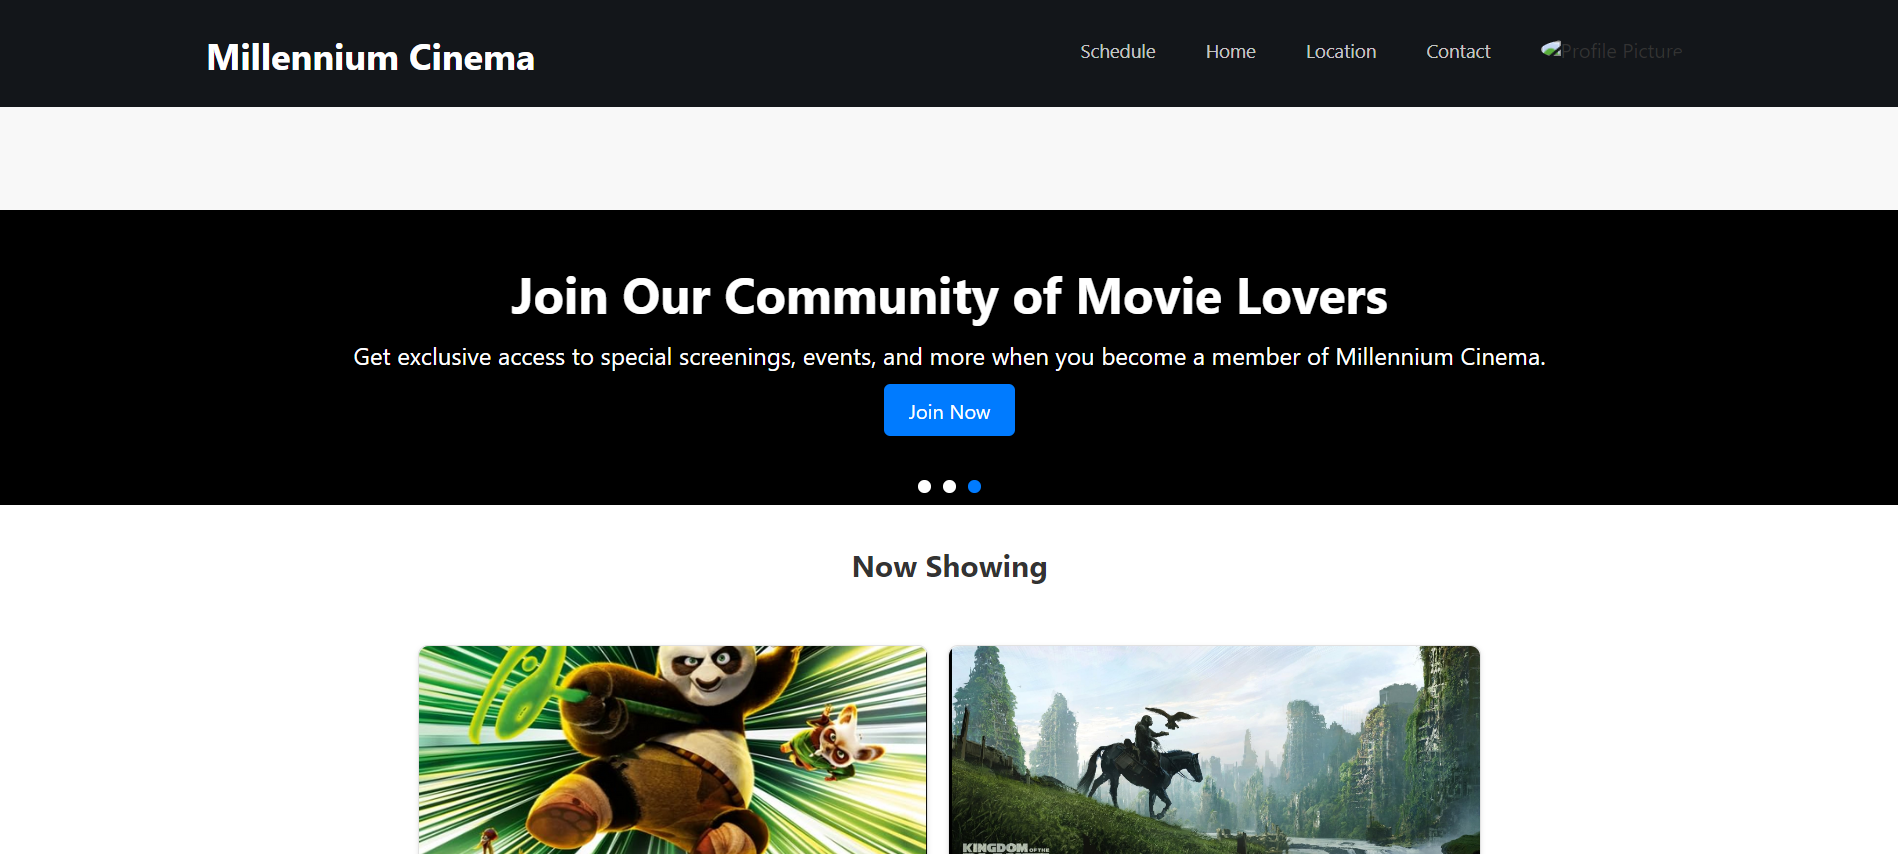 Millennium Cinema
Schedule Home Location Contact Profile Picture
Join Our Community of Movie Lovers
Get exclusive access to special screenings, events, and more when you become a member of Millennium Cinema.
Join Now
Now Showing
KINGDOM OF THE